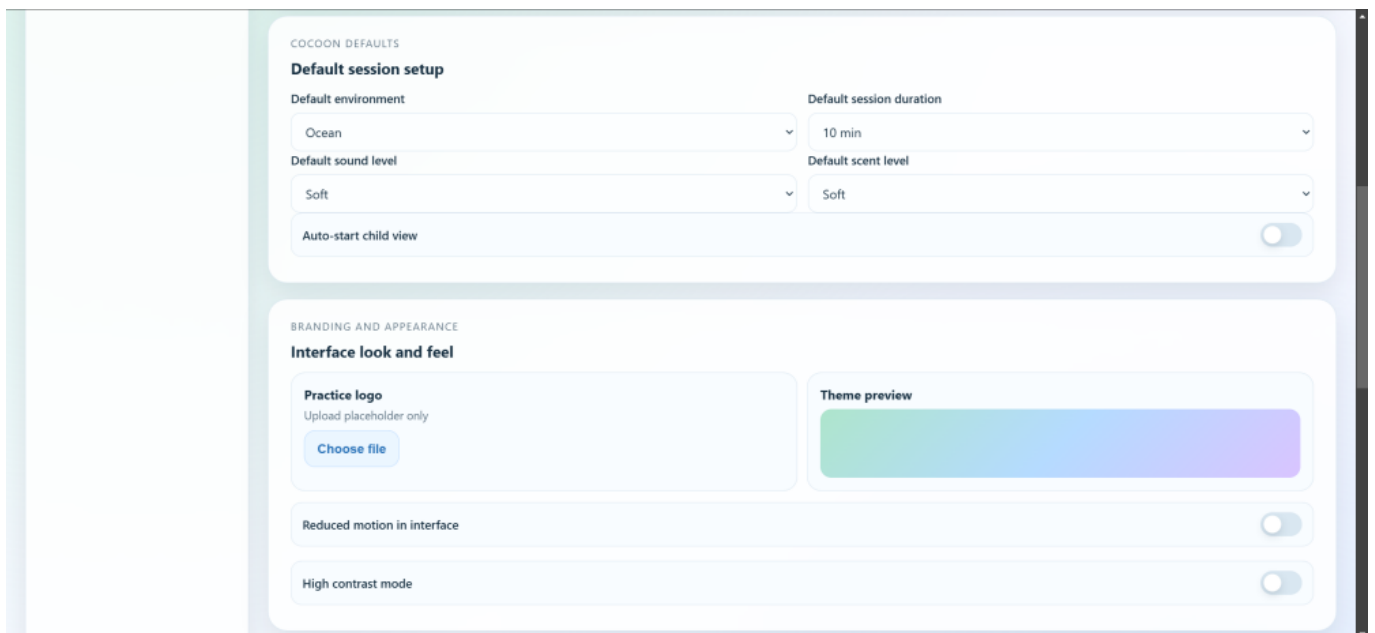 COCOON DEFAULTS
Default session setup
Default environment
Default session duration
Ocean
10 min
Default sound level
Default scent level
Soft
Soft
Auto-start child view
BRANDING AND APPEARANCE
Interface look and feel
Practice logo
Upload placeholder only
Choose file
Theme preview
Reduced motion in interface
High contrast mode